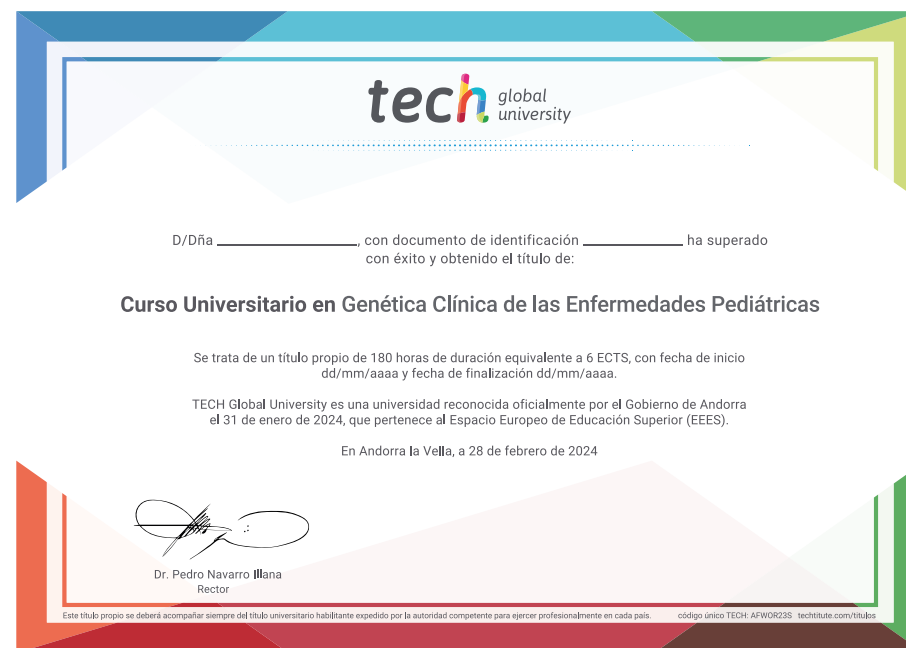 tech global university
D/Dña ____________________, con documento de identificación ______________ ha superado
con éxito y obtenido el título de:
Curso Universitario en Genética Clínica de las Enfermedades Pediátricas
Se trata de un título propio de 180 horas de duración equivalente a 6 ECTS, con fecha de inicio
dd/mm/aaaa y fecha de finalización dd/mm/aaaa.
TECH Global University es una universidad reconocida oficialmente por el Gobierno de Andorra
el 31 de enero de 2024, que pertenece al Espacio Europeo de Educación Superior (EEES).
En Andorra la Vella, a 28 de febrero de 2024
Dr. Pedro Navarro Illana
Rector
Este título propio se deberá acompañar siempre del título universitario habilitante expedido por la autoridad competente para ejercer profesionalmente en cada país. código único TECH: AFWOR23S techtitute.com/titulos